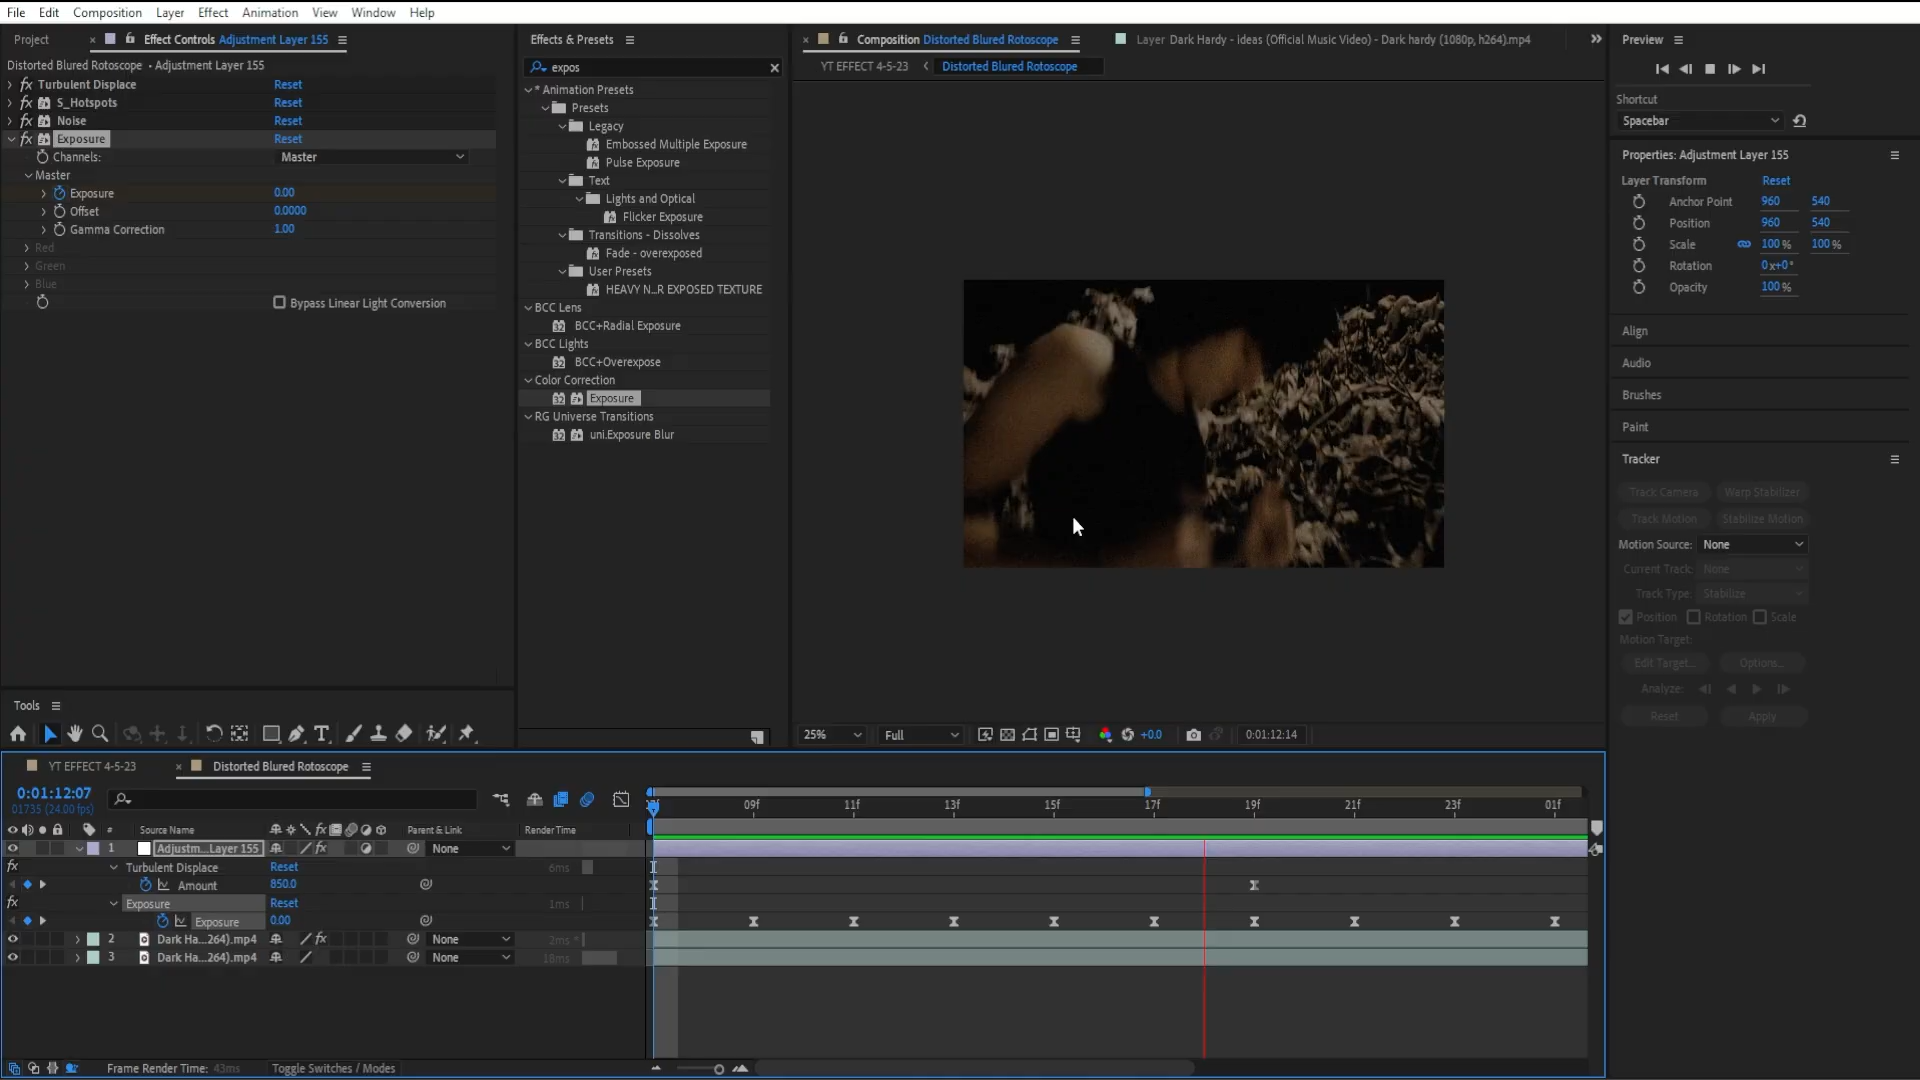 File Edit Composition Layer Effect Animation View Window Help
Project × Effect Controls Adjustment Layer 155
Distorted Blured Rotoscope • Adjustment Layer 155
fx Turbulent Displace Reset
fx S_Hotspots Reset
fx Noise Reset
fx Exposure Reset
Channels: Master
Master
Exposure 0.00
Offset 0.0000
Gamma Correction 1.00
Red
Green
Blue
Bypass Linear Light Conversion
Effects & Presets
expos
* Animation Presets
Presets
Legacy
Embossed Multiple Exposure
Pulse Exposure
Text
Lights and Optical
Flicker Exposure
Transitions - Dissolves
Fade - overexposed
User Presets
HEAVY N...R EXPOSED TEXTURE
BCC Lens
BCC+Radial Exposure
BCC Lights
BCC+Overexpose
Color Correction
Exposure
RG Universe Transitions
uni.Exposure Blur
Composition Distorted Blured Rotoscope Layer Dark Hardy - ideas (Official Music Video) - Dark hardy (1080p, h264).mp4
YT EFFECT 4-5-23 Distorted Blured Rotoscope
25% Full +0.0 0:01:12:14
Preview
Shortcut
Spacebar
Properties: Adjustment Layer 155
Layer Transform Reset
Anchor Point 960 540
Position 960 540
Scale 100 % 100 %
Rotation 0x+0°
Opacity 100 %
Align
Audio
Brushes
Paint
Tracker
Track Camera Warp Stabilizer
Track Motion Stabilize Motion
Motion Source: None
Current Track: None
Track Type: Stabilize
Position Rotation Scale
Motion Target:
Edit Target... Options...
Analyze:
Reset Apply
Tools
YT EFFECT 4-5-23 × Distorted Blured Rotoscope
0:01:12:07
01735 (24.00 fps)
09f 11f 13f 15f 17f 19f 21f 23f 01f
# Source Name fx Parent & Link Render Time
1 Adjustm...Layer 155 fx None
fx Turbulent Displace Reset 6ms
Amount 850.0
fx Exposure Reset 1ms
Exposure 0.00
2 Dark Ha...264).mp4 fx None 2ms *
3 Dark Ha...264).mp4 None 18ms
Frame Render Time: 43ms Toggle Switches / Modes